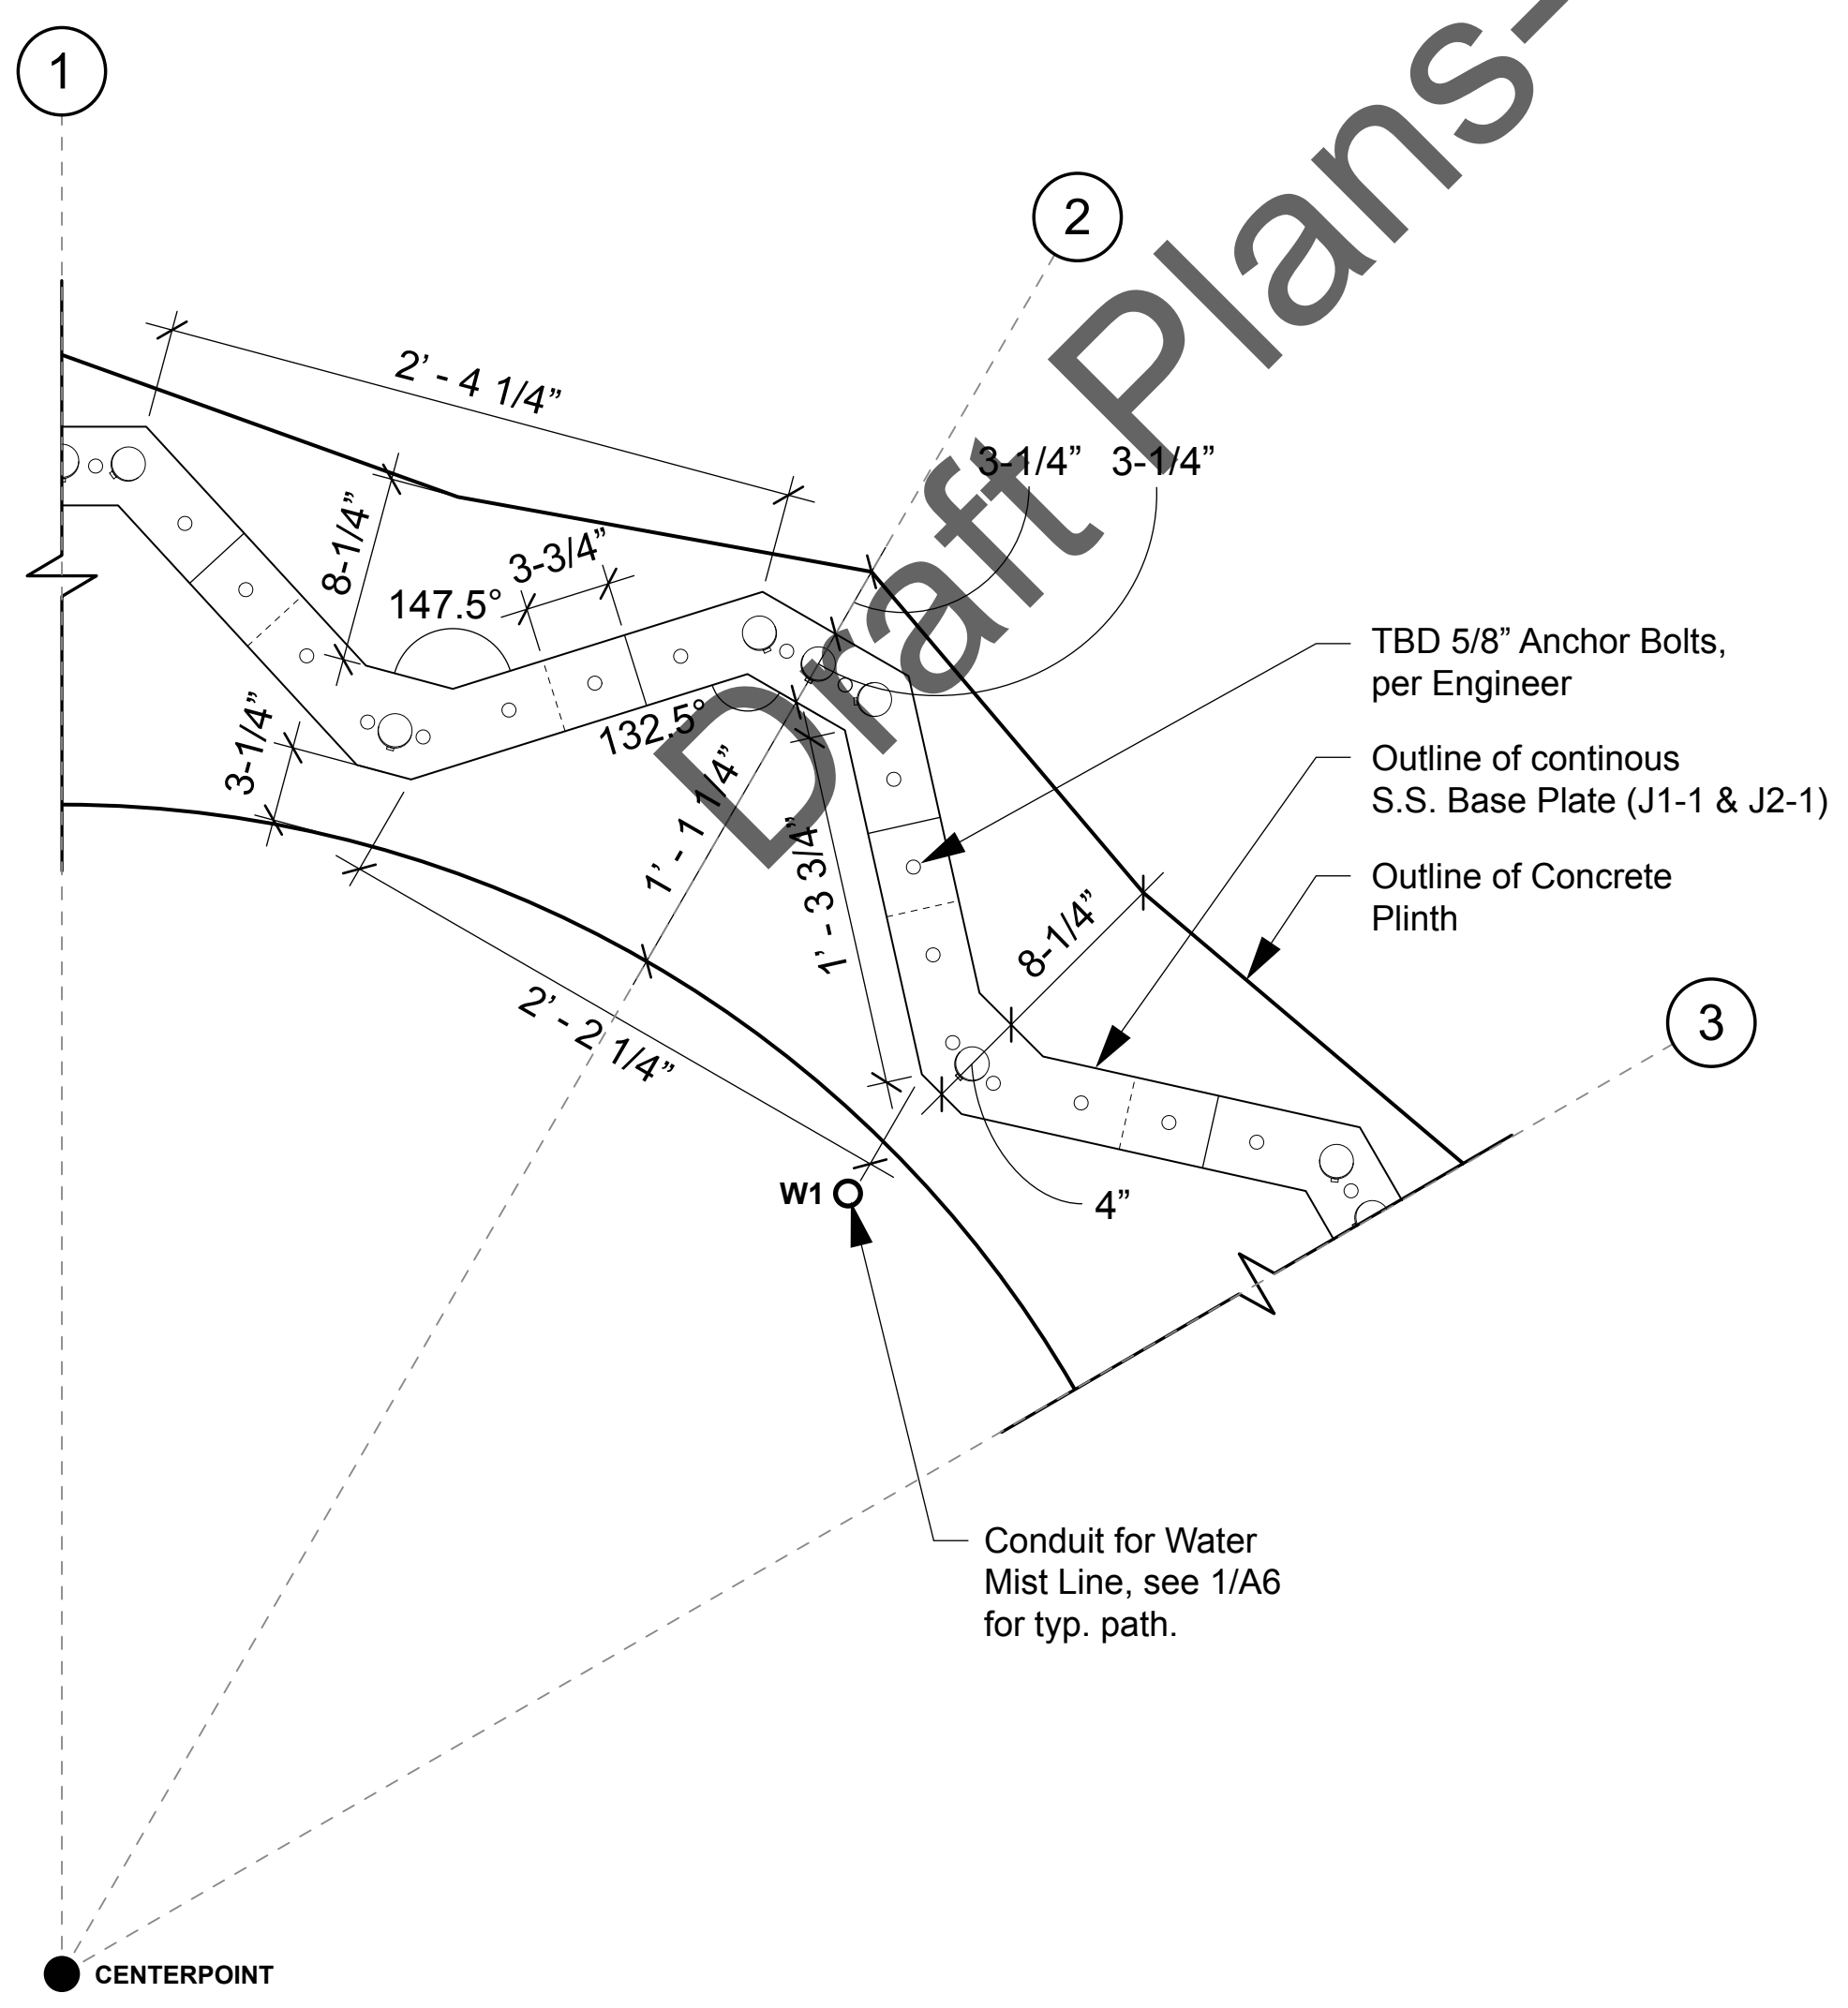 1
2
Draft Plans-
2’ - 4 1/4”
3-1/4” 3-1/4”
8-1/4”
3-3/4”
147.5°
TBD 5/8” Anchor Bolts,
per Engineer
132.5°
3-1/4”
1’ - 1 1/4”
Outline of continous
S.S. Base Plate (J1-1 & J2-1)
1’ - 3 3/4”
Outline of Concrete
Plinth
8-1/4”
3
2’ - 2 1/4”
W1
4”
Conduit for Water
Mist Line, see 1/A6
for typ. path.
CENTERPOINT